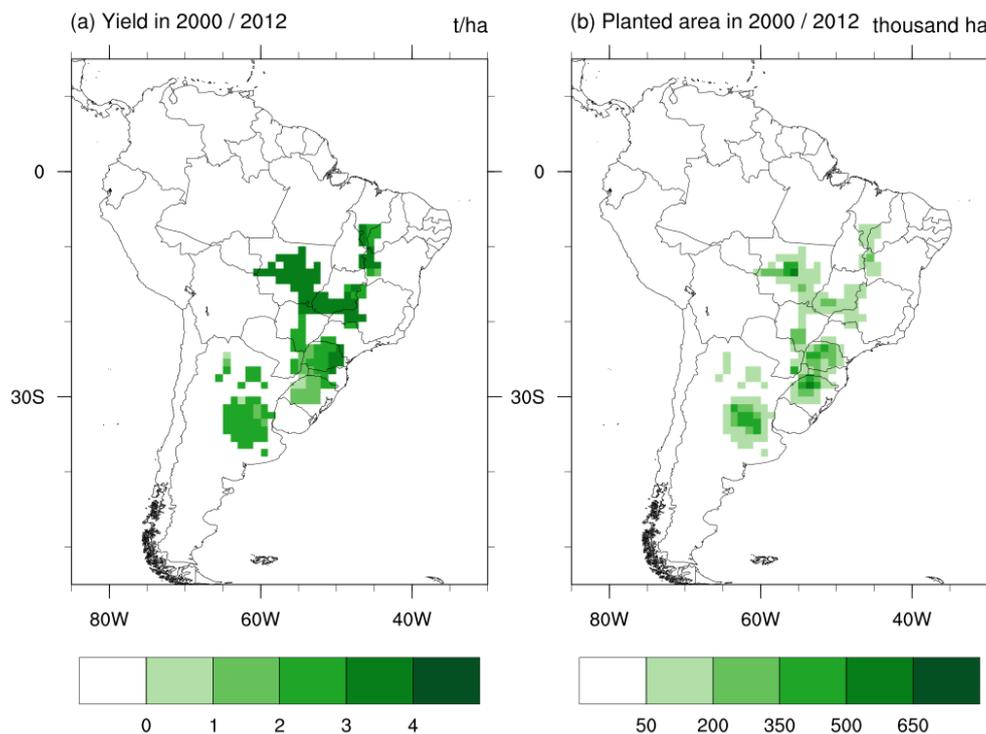 (a) Yield in 2000 / 2012 t/ha
(b) Planted area in 2000 / 2012 thousand ha
0
30S
80W 60W 40W
0
30S
80W 60W 40W
0 1 2 3 4
50 200 350 500 650